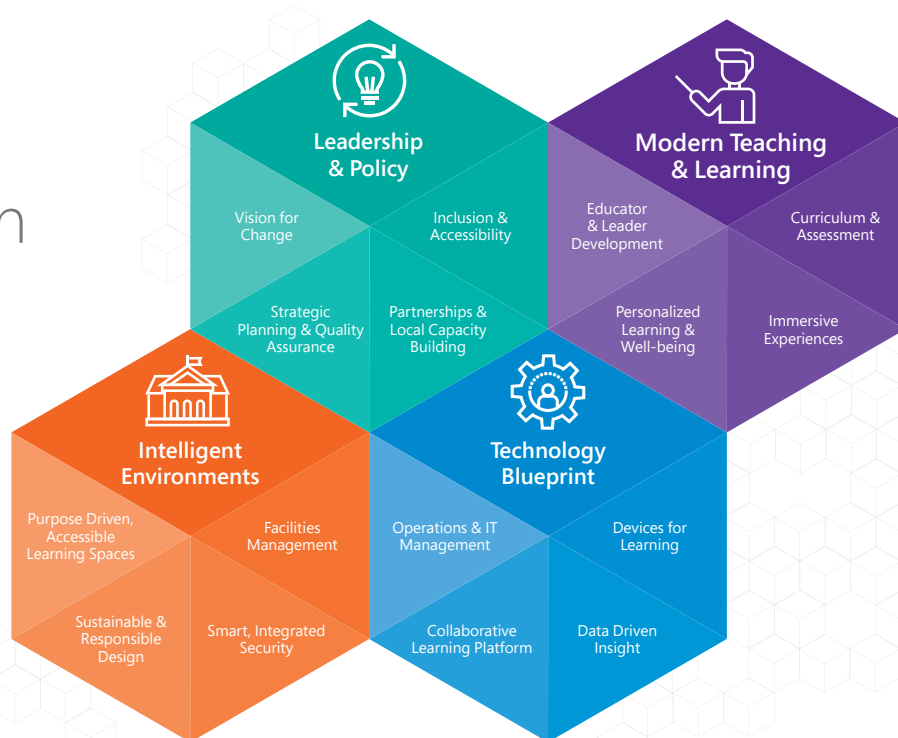 n
Leadership
& Policy
Vision for
Change
Inclusion &
Accessibility
Strategic
Planning & Quality
Assurance
Partnerships &
Local Capacity
Building
Modern Teaching
& Learning
Educator
& Leader
Development
Curriculum &
Assessment
Personalized
Learning &
Well-being
Immersive
Experiences
Intelligent
Environments
Purpose Driven,
Accessible
Learning Spaces
Facilities
Management
Sustainable &
Responsible
Design
Smart, Integrated
Security
Technology
Blueprint
Operations & IT
Management
Devices for
Learning
Collaborative
Learning Platform
Data Driven
Insight